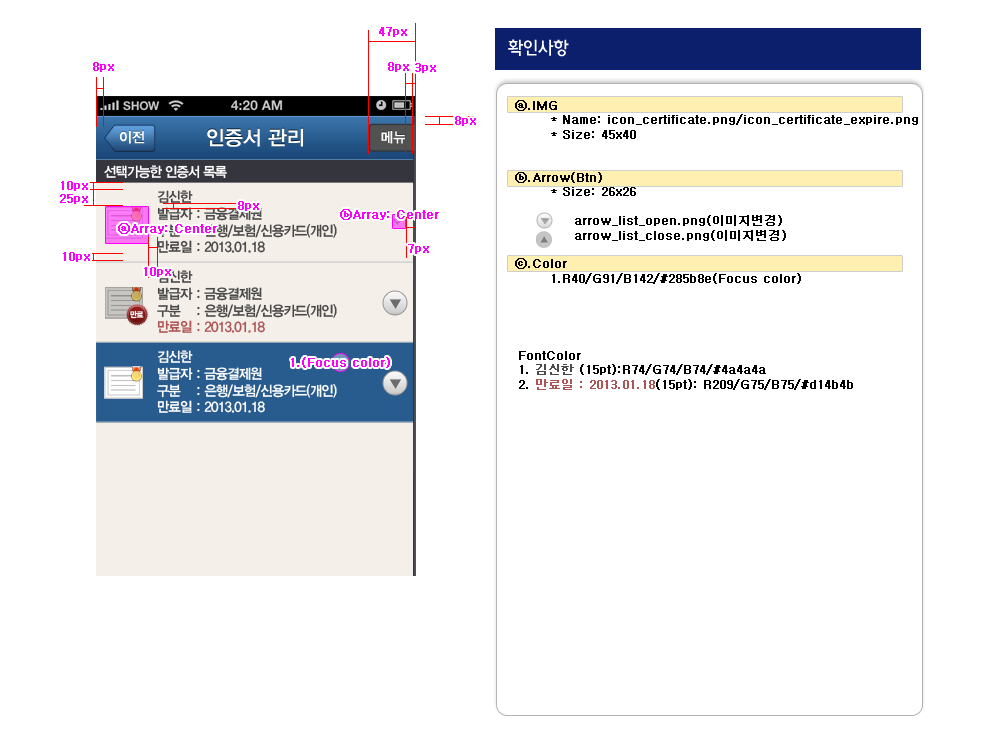 47px
8px
8px
3px
SHOW
4:20 AM
8px
이전
인증서 관리
메뉴
선택가능한 인증서 목록
10px
25px
김신한
8px
발급자 : 금융결제원
ⓑArray: Center
ⓐArray: Center
구분 : 은행/보험/신용카드(개인)
만료일 : 2013.01.18
7px
10px
10px
김신한
발급자 : 금융결제원
구분 : 은행/보험/신용카드(개인)
만료
만료일 : 2013.01.18
김신한
1.(Focus color)
발급자 : 금융결제원
구분 : 은행/보험/신용카드(개인)
만료일 : 2013.01.18
확인사항
ⓐ.IMG
* Name: icon_certificate.png/icon_certificate_expire.png
* Size: 45x40
ⓑ.Arrow(Btn)
* Size: 26x26
arrow_list_open.png(이미지변경)
arrow_list_close.png(이미지변경)
ⓒ.Color
1.R40/G91/B142/#285b8e(Focus color)
FontColor
1. 김신한 (15pt):R74/G74/B74/#4a4a4a
2. 만료일 : 2013.01.18(15pt): R209/G75/B75/#d14b4b